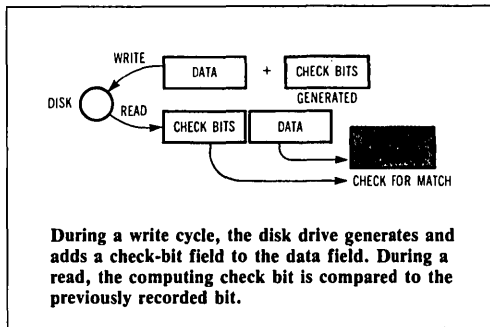 WRITE
DATA + CHECK BITS
GENERATED
DISK
READ
CHECK BITS DATA
CHECK FOR MATCH
During a write cycle, the disk drive generates and
adds a check-bit field to the data field. During a
read, the computing check bit is compared to the
previously recorded bit.